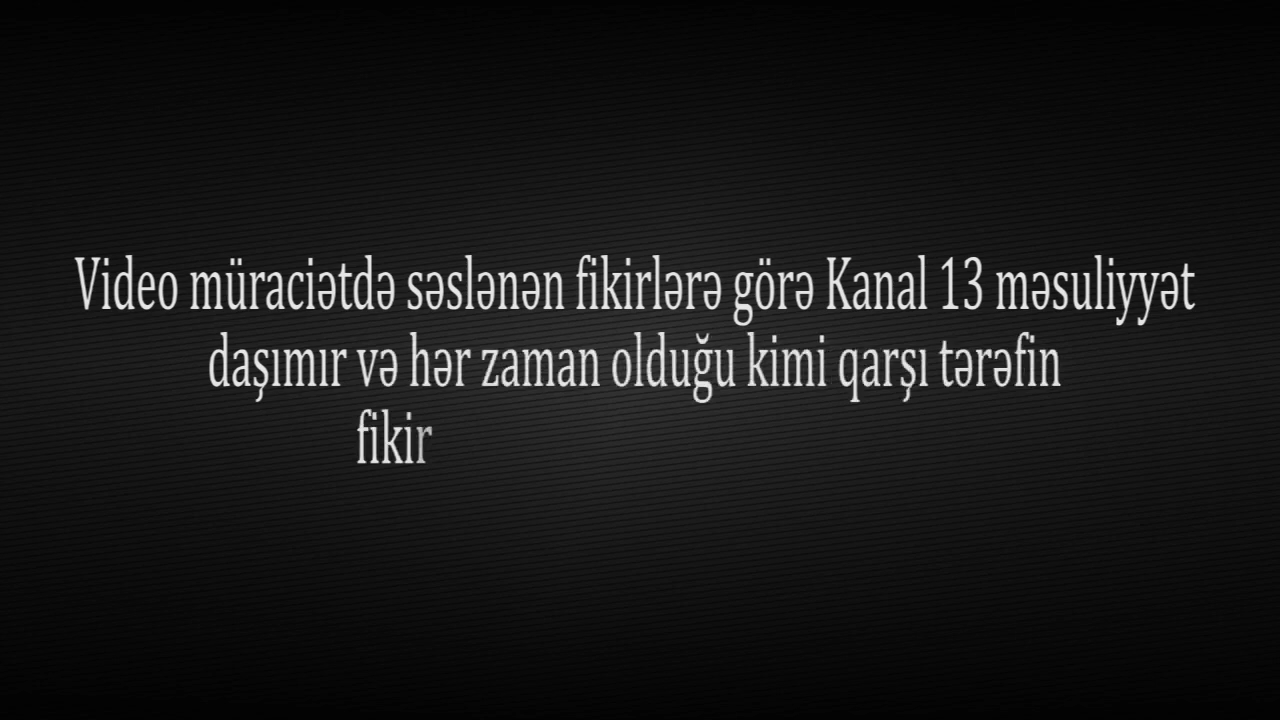 Video müraciətdə səslənən fikirlərə görə Kanal 13 məsuliyyət
daşımır və hər zaman olduğu kimi qarşı tərəfin
fikir